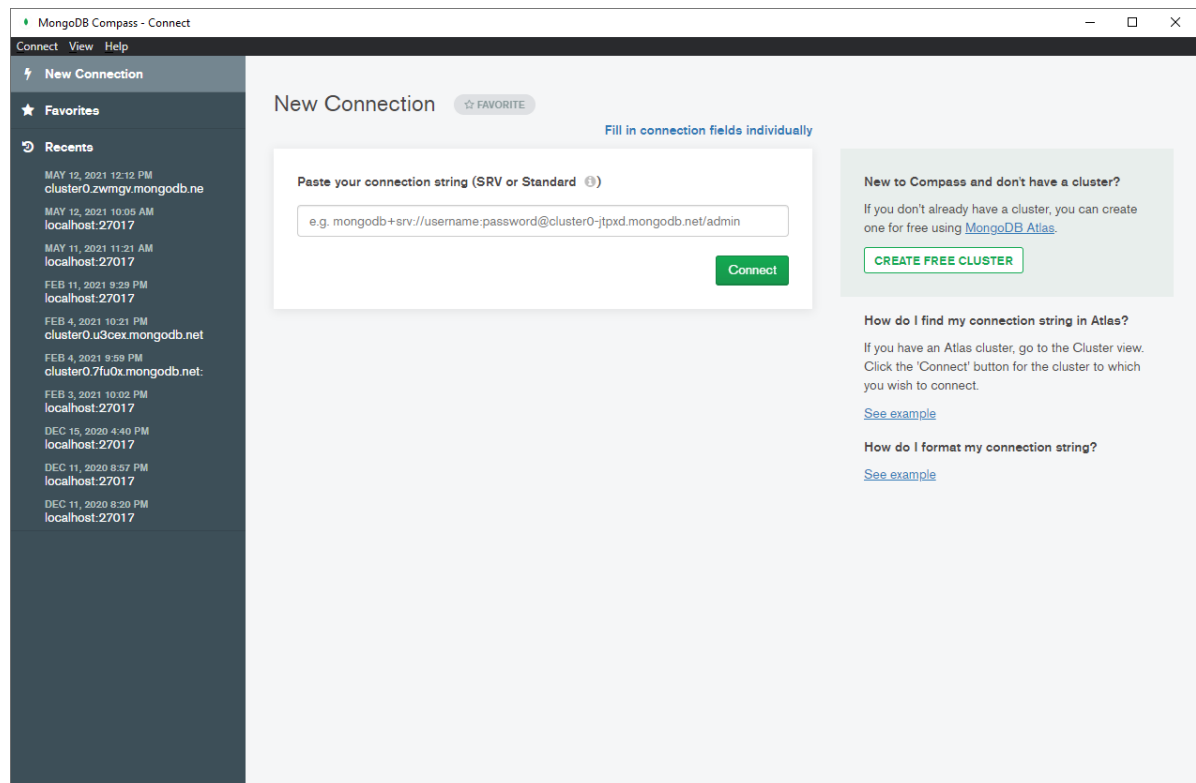 MongoDB Compass - Connect
Connect View Help
New Connection
Favorites
Recents
MAY 12, 2021 12:12 PM
cluster0.zwmgv.mongodb.ne
MAY 12, 2021 10:05 AM
localhost:27017
MAY 11, 2021 11:21 AM
localhost:27017
FEB 11, 2021 9:29 PM
localhost:27017
FEB 4, 2021 10:21 PM
cluster0.u3cex.mongodb.net
FEB 4, 2021 9:59 PM
cluster0.7fu0x.mongodb.net:
FEB 3, 2021 10:02 PM
localhost:27017
DEC 15, 2020 4:40 PM
localhost:27017
DEC 11, 2020 8:57 PM
localhost:27017
DEC 11, 2020 8:20 PM
localhost:27017
New Connection FAVORITE
Fill in connection fields individually
Paste your connection string (SRV or Standard )
e.g. mongodb+srv://username:password@cluster0-jtpxd.mongodb.net/admin
Connect
New to Compass and don't have a cluster?
If you don't already have a cluster, you can create
one for free using MongoDB Atlas.
CREATE FREE CLUSTER
How do I find my connection string in Atlas?
If you have an Atlas cluster, go to the Cluster view.
Click the 'Connect' button for the cluster to which
you wish to connect.
See example
How do I format my connection string?
See example